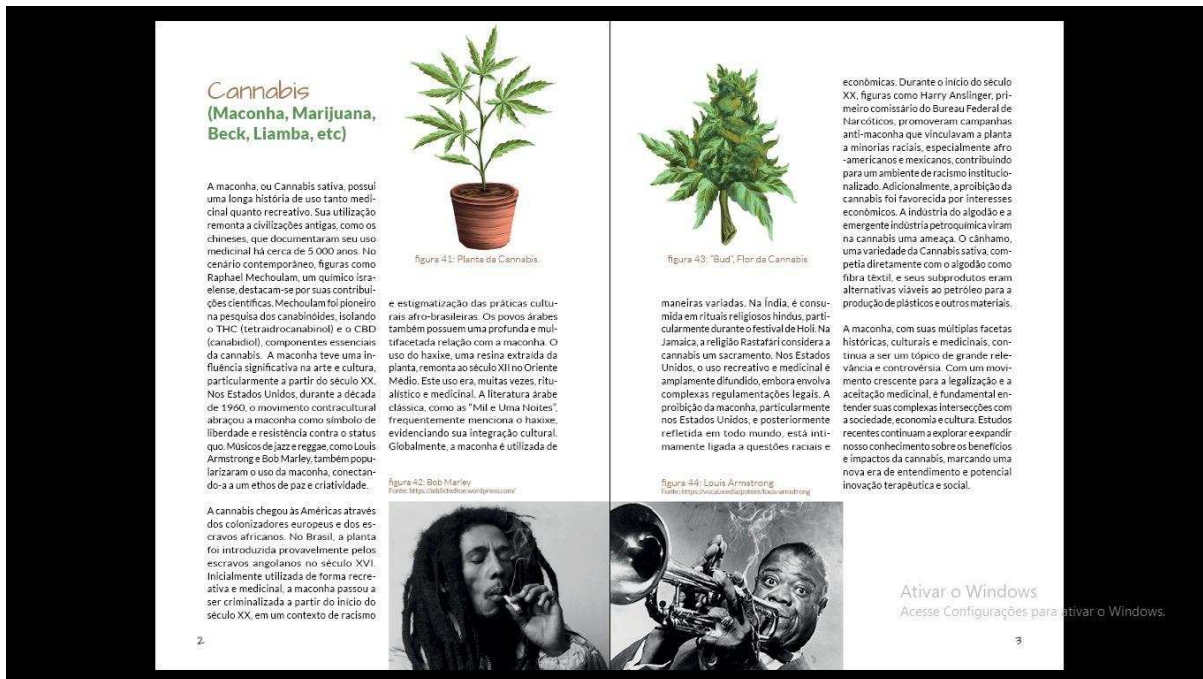 Cannabis
(Maconha, Marijuana,
Beck, Liamba, etc)
A maconha, ou Cannabis sativa, possui
uma longa história de uso tanto medi-
cinal quanto recreativo. Sua utilização
remonta a civilizações antigas, como os
chineses, que documentaram seu uso
medicinal há cerca de 5.000 anos. No
cenário contemporâneo, figuras como
Raphael Mechoulam, um químico isra-
elense, destacam-se por suas contribui-
ções científicas. Mechoulam foi pioneiro
na pesquisa dos canabinóides, isolando
o THC (tetraidrocanabinol) e o CBD
(canabidiol), componentes essenciais
da cannabis. A maconha teve uma in-
fluência significativa na arte e cultura,
particularmente a partir do século XX.
Nos Estados Unidos, durante a década
de 1960, o movimento contracultural
abraçou a maconha como símbolo de
liberdade e resistência contra o status
quo. Músicos de jazz e reggae, como Louis
Armstrong e Bob Marley, também popu-
larizaram o uso da maconha, conectan-
do-a a um ethos de paz e criatividade.
A cannabis chegou às Américas através
dos colonizadores europeus e dos es-
cravos africanos. No Brasil, a planta
foi introduzida provavelmente pelos
escravos angolanos no século XVI.
Inicialmente utilizada de forma recre-
ativa e medicinal, a maconha passou a
ser criminalizada a partir do início do
século XX, em um contexto de racismo
2
figura 41: Planta da Cannabis.
e estigmatização das práticas cultu-
rais afro-brasileiras. Os povos árabes
também possuem uma profunda e mul-
tifacetada relação com a maconha. O
uso do haxixe, uma resina extraída da
planta, remonta ao século XII no Oriente
Médio. Este uso era, muitas vezes, ritu-
alístico e medicinal. A literatura árabe
clássica, como as "Mil e Uma Noites",
frequentemente menciona o haxixe,
evidenciando sua integração cultural.
Globalmente, a maconha é utilizada de
figura 42: Bob Marley
Fonte: https://addictedtoe.wordpress.com/
figura 43: "Bud", Flor da Cannabis
maneiras variadas. Na Índia, é consu-
mida em rituais religiosos hindus, parti-
cularmente durante o festival de Holi. Na
Jamaica, a religião Rastafári considera a
cannabis um sacramento. Nos Estados
Unidos, o uso recreativo e medicinal é
amplamente difundido, embora envolva
complexas regulamentações legais. A
proibição da maconha, particularmente
nos Estados Unidos, e posteriormente
refletida em todo mundo, está inti-
mamente ligada a questões raciais e
figura 44: Louis Armstrong
Fonte: https://vocal.media/potent/louis-armstrong
econômicas. Durante o início do século
XX, figuras como Harry Anslinger, pri-
meiro comissário do Bureau Federal de
Narcóticos, promoveram campanhas
anti-maconha que vinculavam a planta
a minorias raciais, especialmente afro
-americanos e mexicanos, contribuindo
para um ambiente de racismo institucio-
nalizado. Adicionalmente, a proibição da
cannabis foi favorecida por interesses
econômicos. A indústria do algodão e a
emergente indústria petroquímica viram
na cannabis uma ameaça. O cânhamo,
uma variedade da Cannabis sativa, com-
petia diretamente com o algodão como
fibra têxtil, e seus subprodutos eram
alternativas viáveis ao petróleo para a
produção de plásticos e outros materiais.
A maconha, com suas múltiplas facetas
históricas, culturais e medicinais, con-
tinua a ser um tópico de grande rele-
vância e controvérsia. Com um movi-
mento crescente para a legalização e a
aceitação medicinal, é fundamental en-
tender suas complexas intersecções com
a sociedade, economia e cultura. Estudos
recentes continuam a explorar e expandir
nosso conhecimento sobre os benefícios
e impactos da cannabis, marcando uma
nova era de entendimento e potencial
inovação terapêutica e social.
3
Ativar o Windows
Acesse Configurações para ativar o Windows.